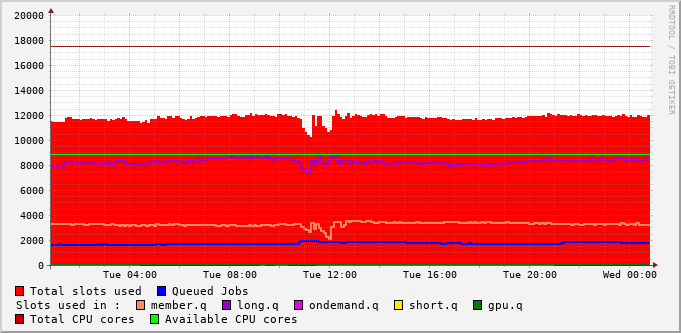 RRDTOOL / TOBI OETIKER
20000
18000
16000
14000
12000
10000
8000
6000
4000
2000
0
Tue 04:00 Tue 08:00 Tue 12:00 Tue 16:00 Tue 20:00 Wed 00:00
Total slots used Queued Jobs
Slots used in : member.q long.q ondemand.q short.q gpu.q
Total CPU cores Available CPU cores